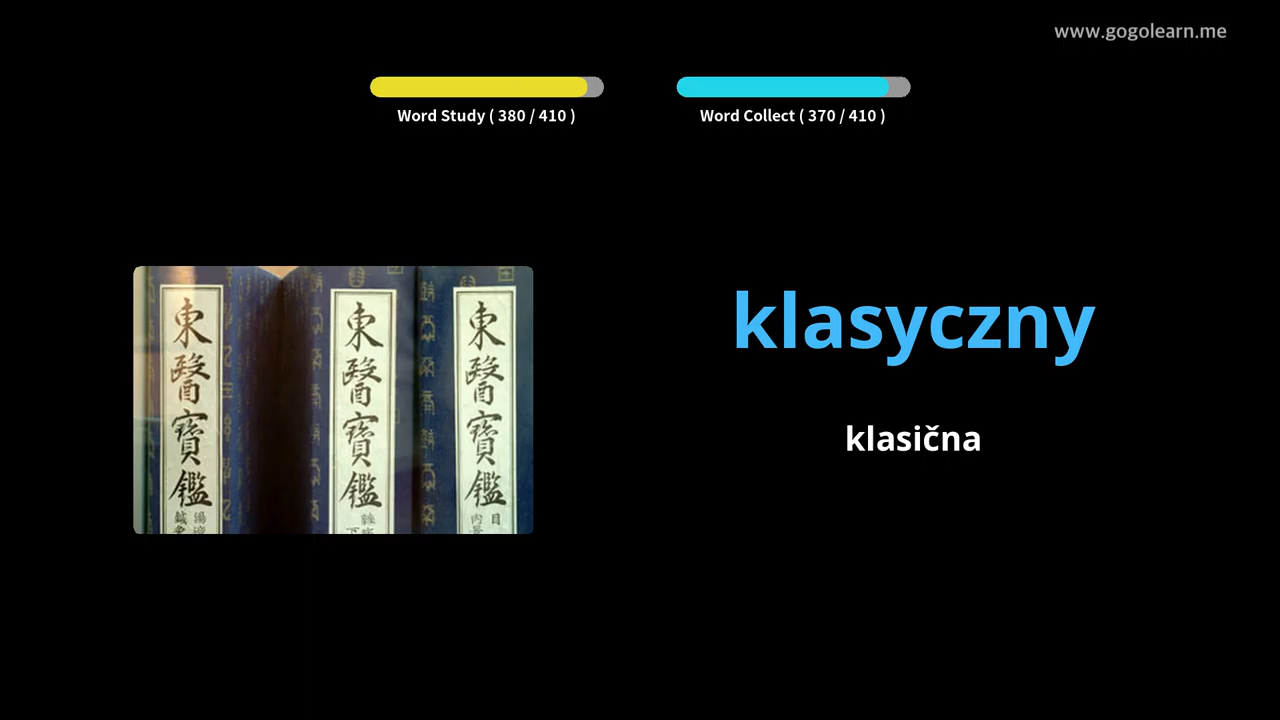 www.gogolearn.me
Word Study ( 380 / 410 )
Word Collect ( 370 / 410 )
東醫寶鑑
東醫寶鑑
東醫寶鑑
klasyczny
klasična